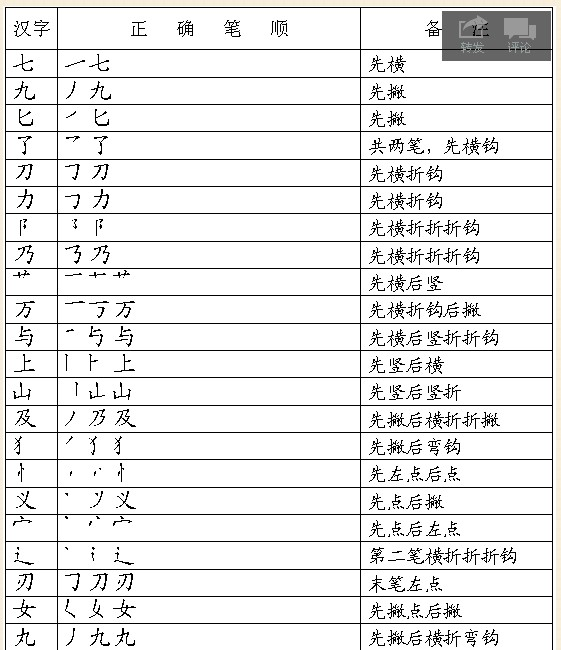 汉字 正确笔顺 备注
转发 评论
七 一 七 先横
九 丿 九 先撇
匕 ㇒ 匕 先撇
了 乛 了 共两笔，先横钩
刀 𠃌 刀 先横折钩
力 𠃌 力 先横折钩
阝 ㇌ 阝 先横折折折钩
乃 ㇡ 乃 先横折折折钩
艹 一 十 艹 先横后竖
万 一 丂 万 先横折钩后撇
与 一 与 与 先横后竖折折钩
上 丨 ⺊ 上 先竖后横
山 丨 山 山 先竖后竖折
及 丿 乃 及 先撇后横折折撇
犭 ㇒ 犭 犭 先撇后弯钩
忄 丶 丷 忄 先左点后点
义 丶 乂 义 先点后撇
宀 丶 丷 宀 先点后左点
辶 丶 讠 辶 第二笔横折折折钩
刃 𠃌 刀 刃 末笔左点
女 𡿨 女 女 先撇点后撇
九 丿 九 九 先撇后横折弯钩